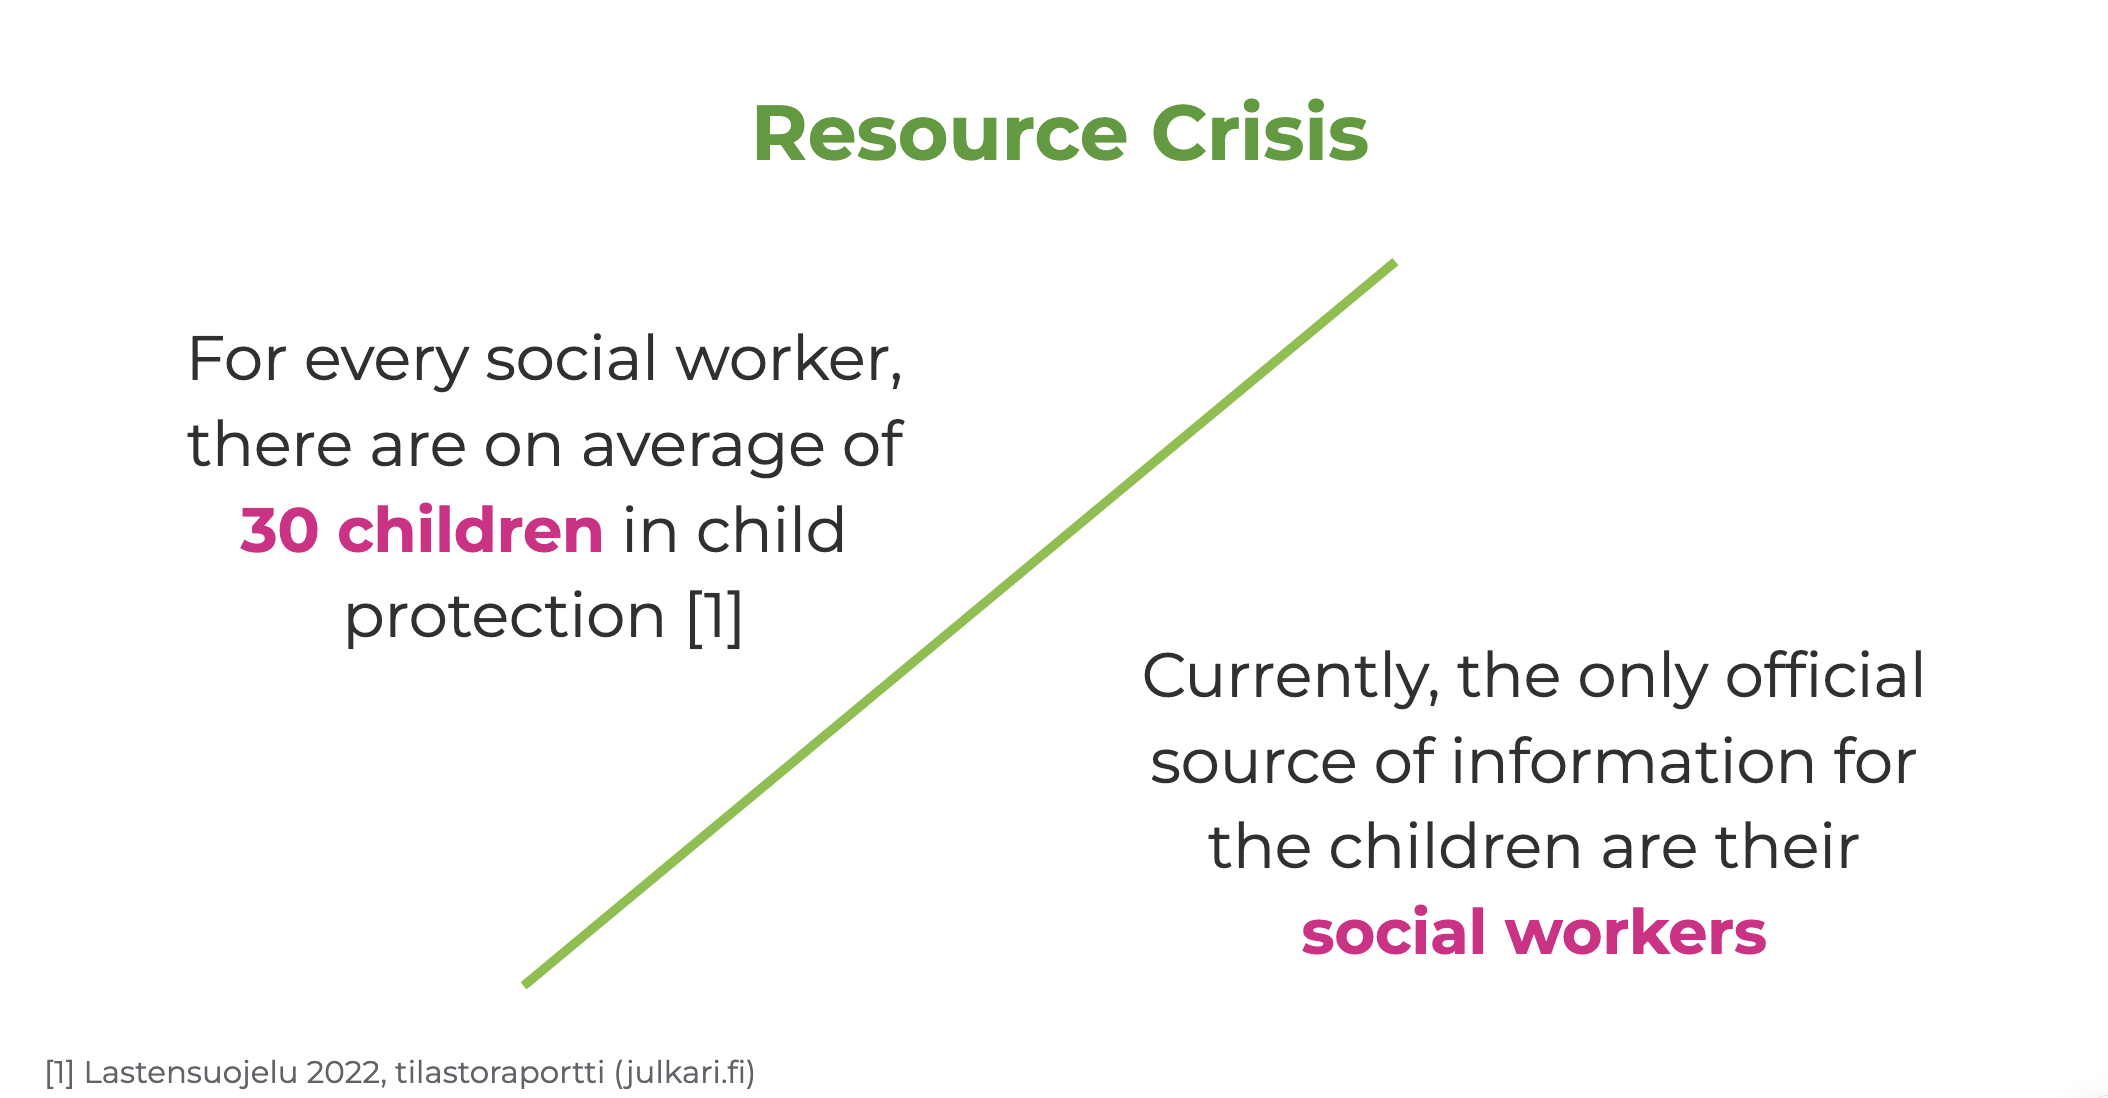 Resource Crisis
For every social worker,
there are on average of
30 children in child
protection [1]
Currently, the only official
source of information for
the children are their
social workers
[1] Lastensuojelu 2022, tilastoraportti (julkari.fi)